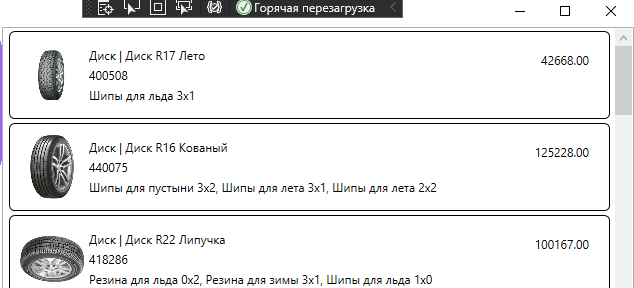 Горячая перезагрузка
Диск | Диск R17 Лето
42668.00
400508
Шипы для льда 3x1
Диск | Диск R16 Кованый
125228.00
440075
Шипы для пустыни 3x2, Шипы для лета 3x1, Шипы для лета 2x2
Диск | Диск R22 Липучка
100167.00
418286
Резина для льда 0x2, Резина для зимы 3x1, Шипы для льда 1x0